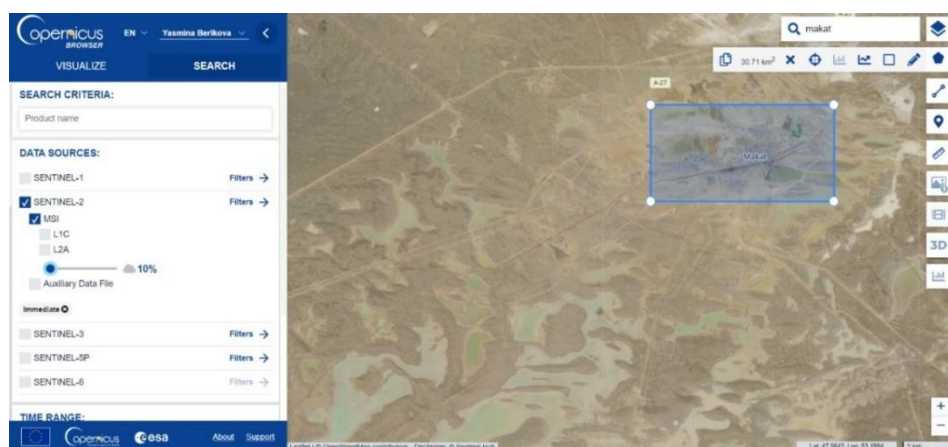 Copernicus
BROWSER
EN
Yasmina Berikova
VISUALIZE
SEARCH
SEARCH CRITERIA:
Product name
DATA SOURCES:
SENTINEL-1
Filters →
SENTINEL-2
Filters →
MSI
L1C
L2A
10%
Auxiliary Data File
Immediate
SENTINEL-3
Filters →
SENTINEL-5P
Filters →
SENTINEL-6
Filters →
TIME RANGE:
Copernicus
esa
About
Support
makat
30.71 km²
A-27
Makat
3D
+
−